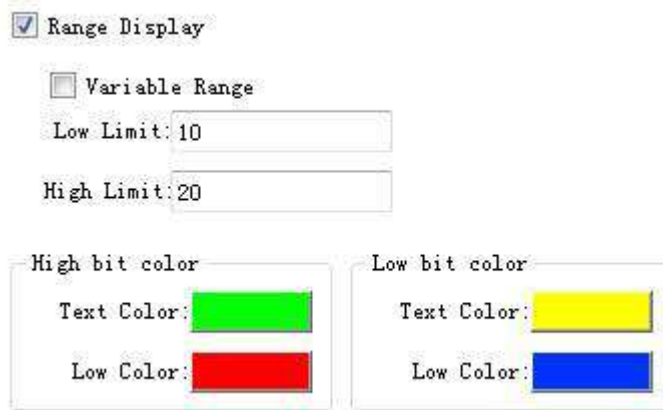 Range Display
Variable Range
Low Limit:10
High Limit:20
High bit color
Text Color:
Low Color:
Low bit color
Text Color:
Low Color: